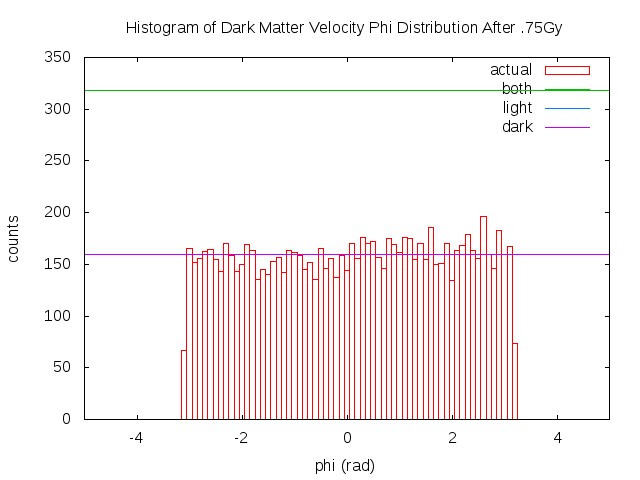 Histogram of Dark Matter Velocity Phi Distribution After .75Gy
350
300
250
200
150
100
50
0
counts
actual
both
light
dark
-4
-2
0
2
4
phi (rad)